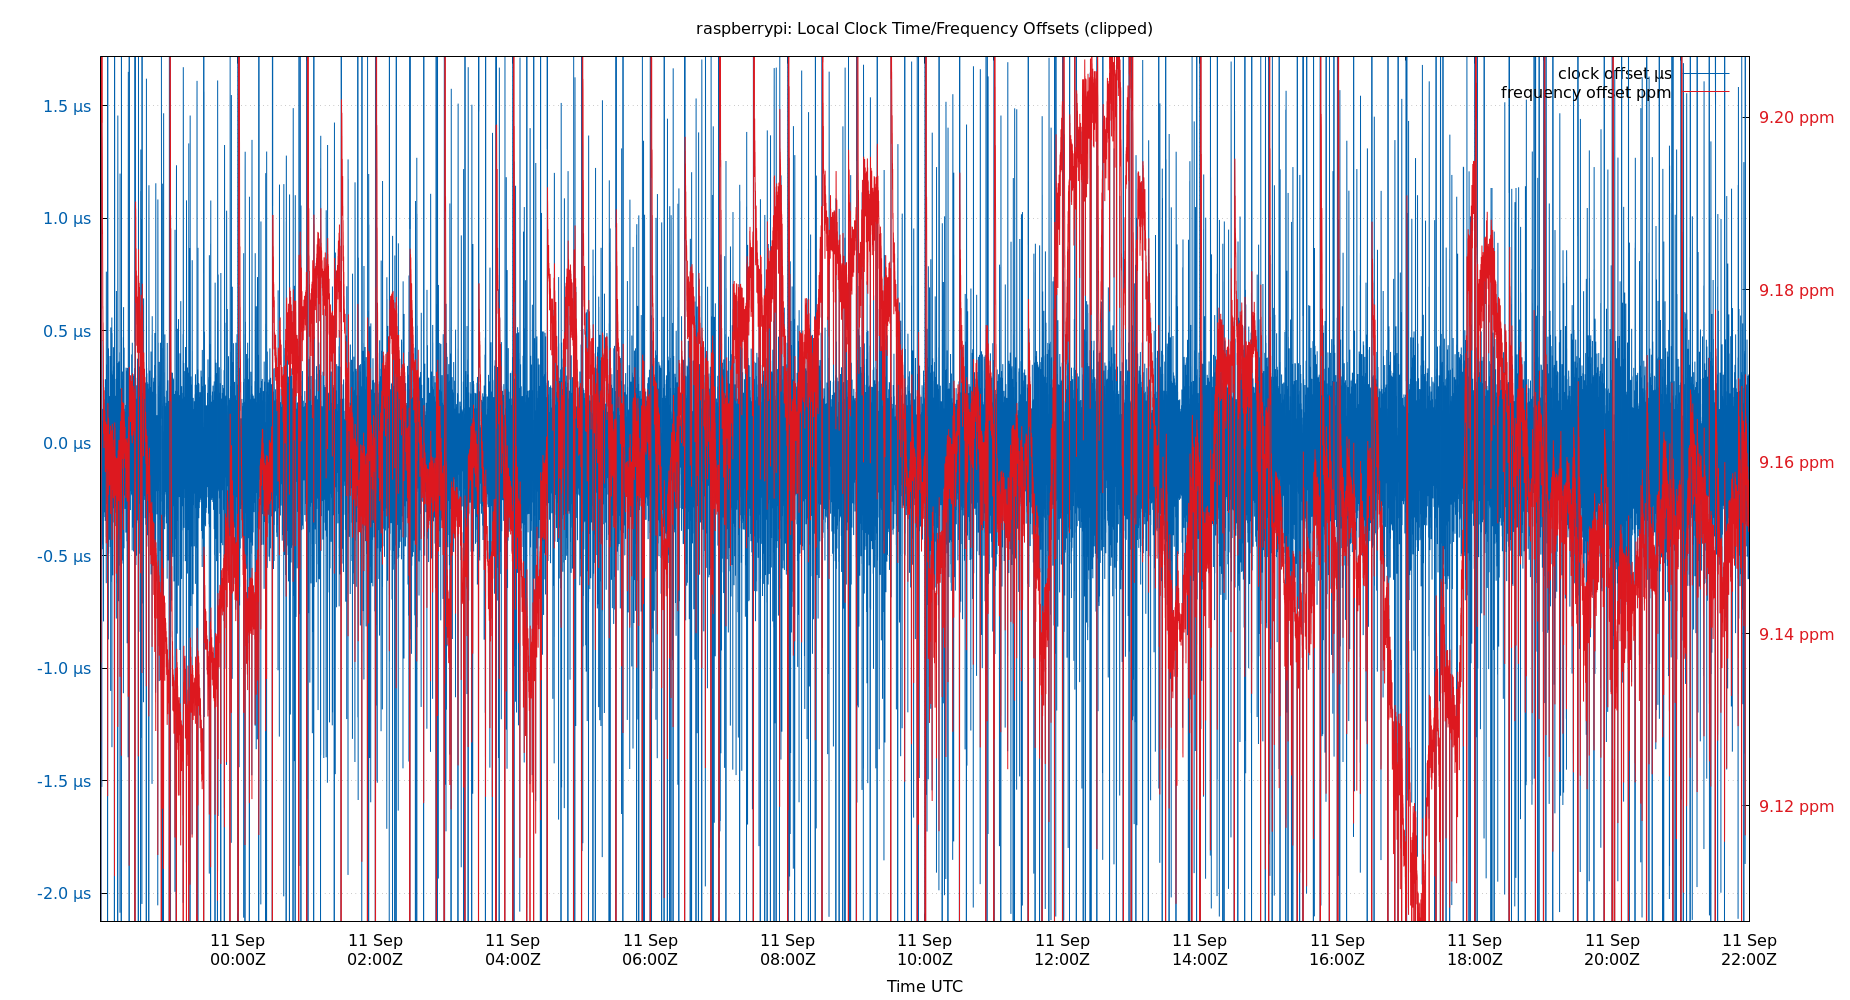 raspberrypi: Local Clock Time/Frequency Offsets (clipped)
clock offset µs
frequency offset ppm
1.5 µs
1.0 µs
0.5 µs
0.0 µs
-0.5 µs
-1.0 µs
-1.5 µs
-2.0 µs
9.20 ppm
9.18 ppm
9.16 ppm
9.14 ppm
9.12 ppm
11 Sep
00:00Z
11 Sep
02:00Z
11 Sep
04:00Z
11 Sep
06:00Z
11 Sep
08:00Z
11 Sep
10:00Z
11 Sep
12:00Z
11 Sep
14:00Z
11 Sep
16:00Z
11 Sep
18:00Z
11 Sep
20:00Z
11 Sep
22:00Z
Time UTC